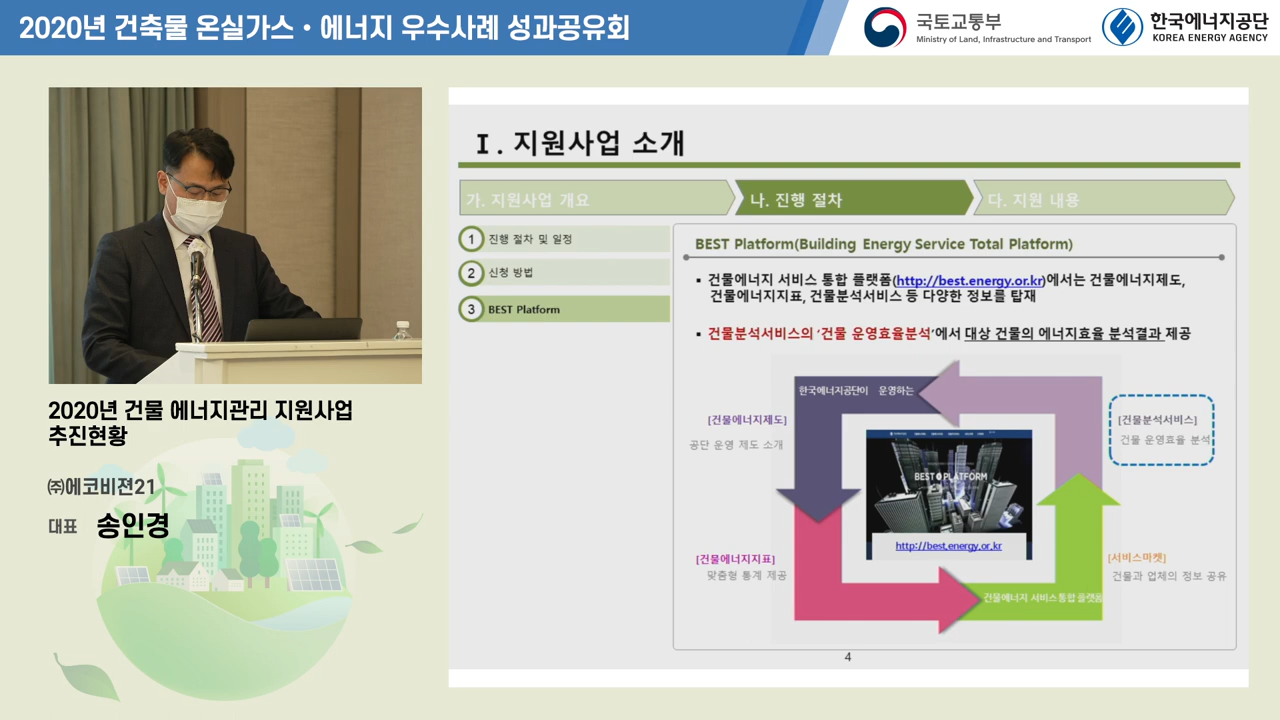 2020년 건축물 온실가스・에너지 우수사례 성과공유회
국토교통부
Ministry of Land, Infrastructure and Transport
한국에너지공단
KOREA ENERGY AGENCY
2020년 건물 에너지관리 지원사업
추진현황
㈜에코비젼21
대표 송인경
Ⅰ. 지원사업 소개
가. 지원사업 개요
나. 진행 절차
다. 지원 내용
1 진행 절차 및 일정
2 신청 방법
3 BEST Platform
BEST Platform(Building Energy Service Total Platform)
▪ 건물에너지 서비스 통합 플랫폼(http://best.energy.or.kr)에서는 건물에너지제도,
건물에너지지표, 건물분석서비스 등 다양한 정보를 탑재
▪ 건물분석서비스의 '건물 운영효율분석'에서 대상 건물의 에너지효율 분석결과 제공
한국에너지공단이 운영하는
[건물에너지제도]
공단 운영 제도 소개
[건물분석서비스]
건물 운영효율 분석
BEST PLATFORM
http://best.energy.or.kr
[건물에너지지표]
맞춤형 통계 제공
[서비스마켓]
건물과 업체의 정보 공유
건물에너지 서비스 통합 플랫폼
4